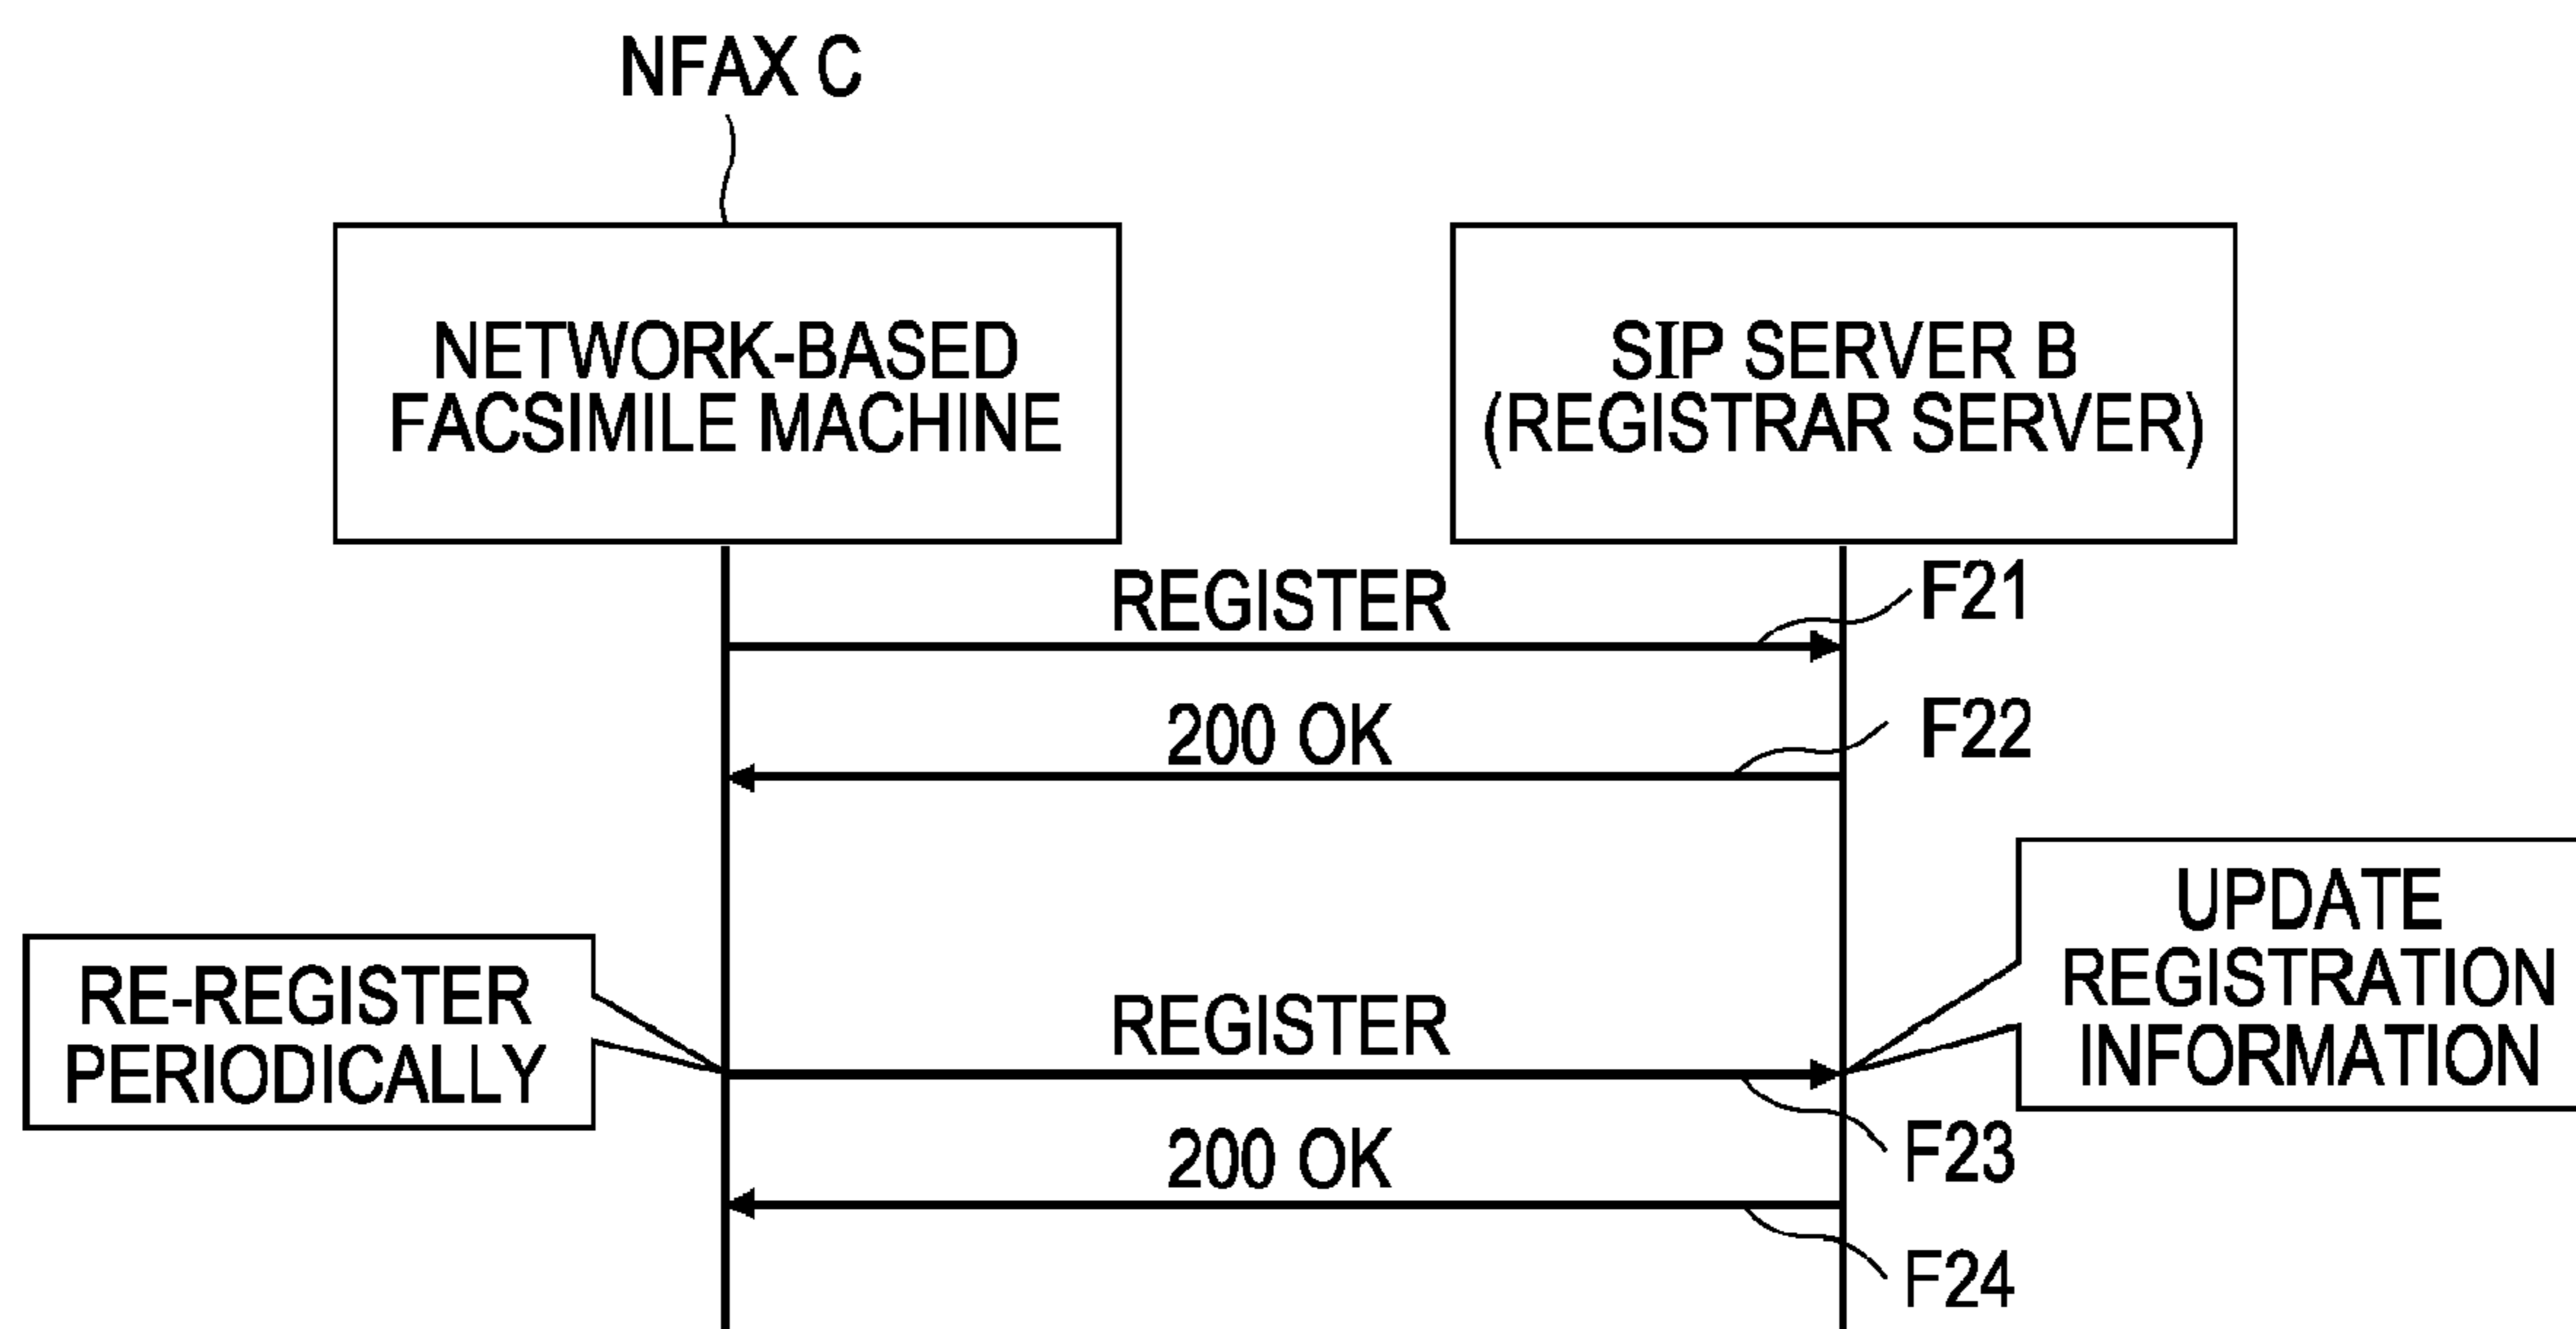 NFAX C
NETWORK-BASED
FACSIMILE MACHINE
SIP SERVER B
(REGISTRAR SERVER)
REGISTER
F21
200 OK
F22
RE-REGISTER
PERIODICALLY
REGISTER
UPDATE
REGISTRATION
INFORMATION
F23
200 OK
F24